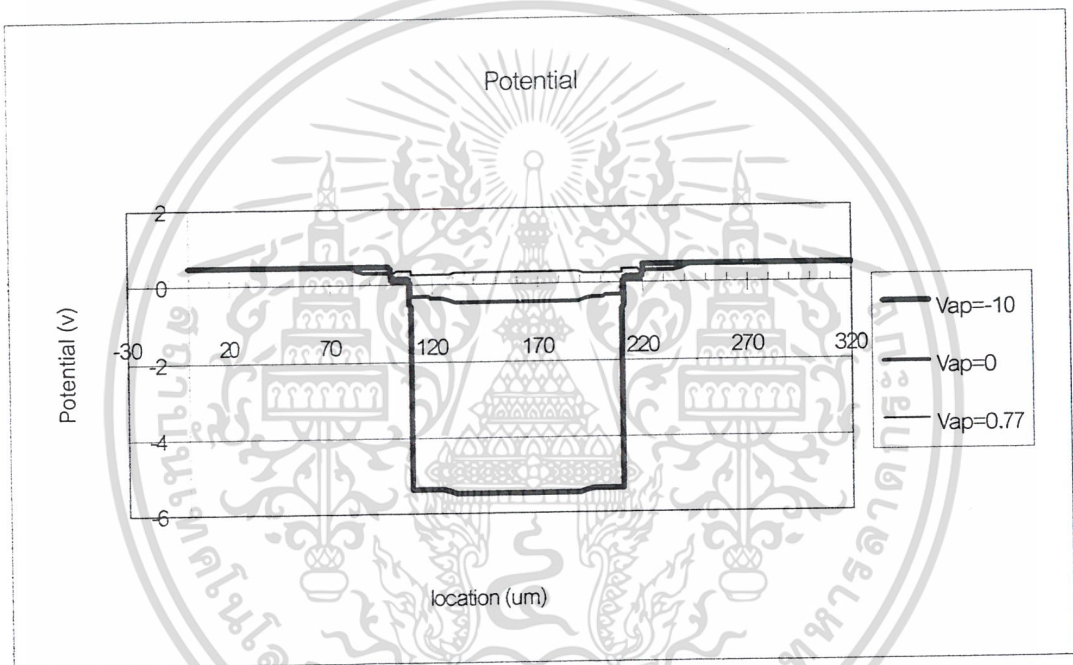 Potential
2
0
-30 20 70 120 170 220 270 320
-2
-4
-6
Potential (v)
location (um)
Vap=-10
Vap=0
Vap=0.77